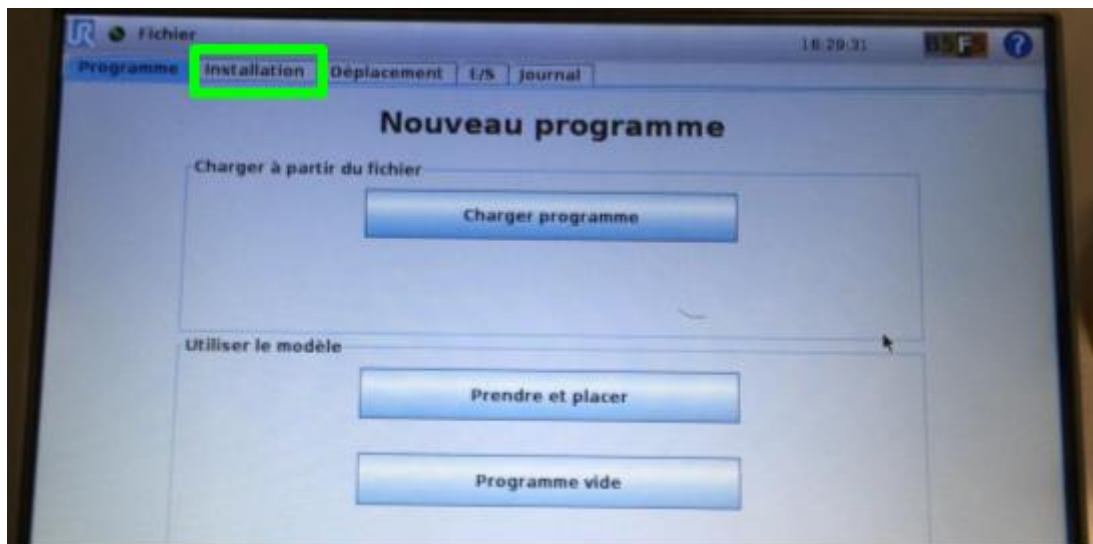 UR Fichier 18:29:31 ?
Programme Installation Déplacement E/S Journal
Nouveau programme
Charger à partir du fichier
Charger programme
Utiliser le modèle
Prendre et placer
Programme vide